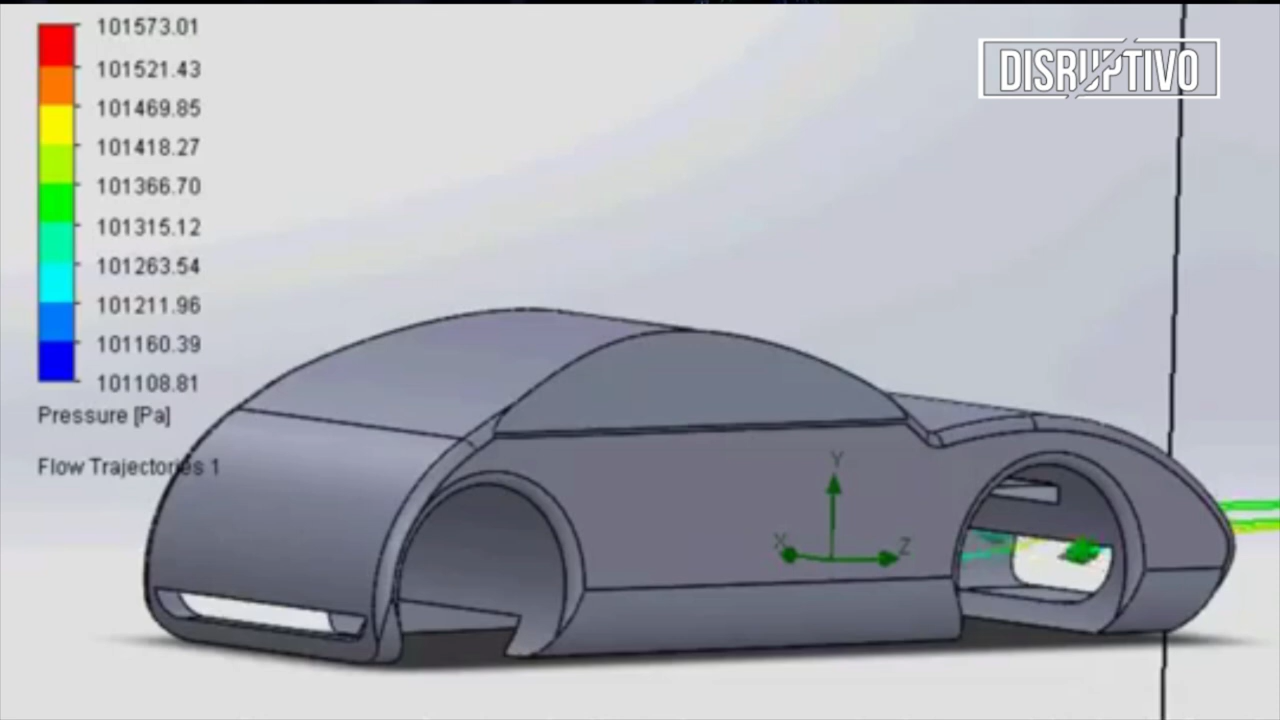 101573.01
101521.43
101469.85
101418.27
101366.70
101315.12
101263.54
101211.96
101160.39
101108.81
Pressure [Pa]
Flow Trajectories 1
DISRUPTIVO
Y
X
Z